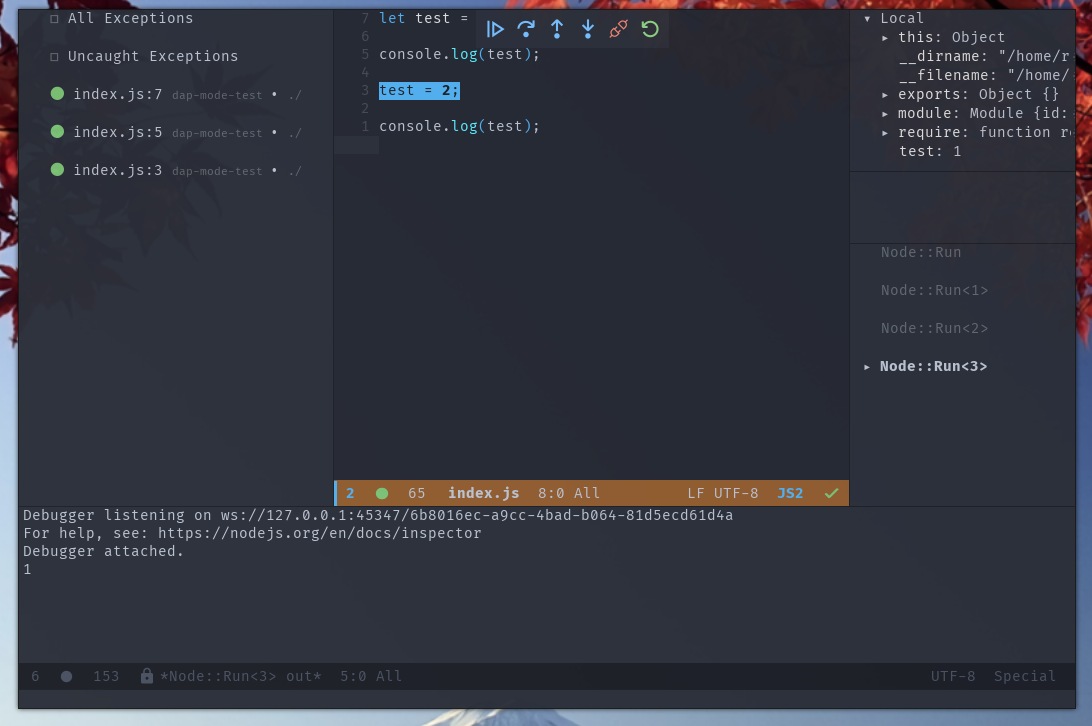 □ All Exceptions
□ Uncaught Exceptions
index.js:7 dap-mode-test • ./
index.js:5 dap-mode-test • ./
index.js:3 dap-mode-test • ./
7 let test =
6
5 console.log(test);
4
3 test = 2;
2
1 console.log(test);
2 65 index.js 8:0 All LF UTF-8 JS2
▾ Local
▸ this: Object
__dirname: "/home/r
__filename: "/home/
▸ exports: Object {}
▸ module: Module {id:
▸ require: function re
test: 1
Node::Run
Node::Run<1>
Node::Run<2>
▸ Node::Run<3>
Debugger listening on ws://127.0.0.1:45347/6b8016ec-a9cc-4bad-b064-81d5ecd61d4a
For help, see: https://nodejs.org/en/docs/inspector
Debugger attached.
1
6 153 *Node::Run<3> out* 5:0 All UTF-8 Special